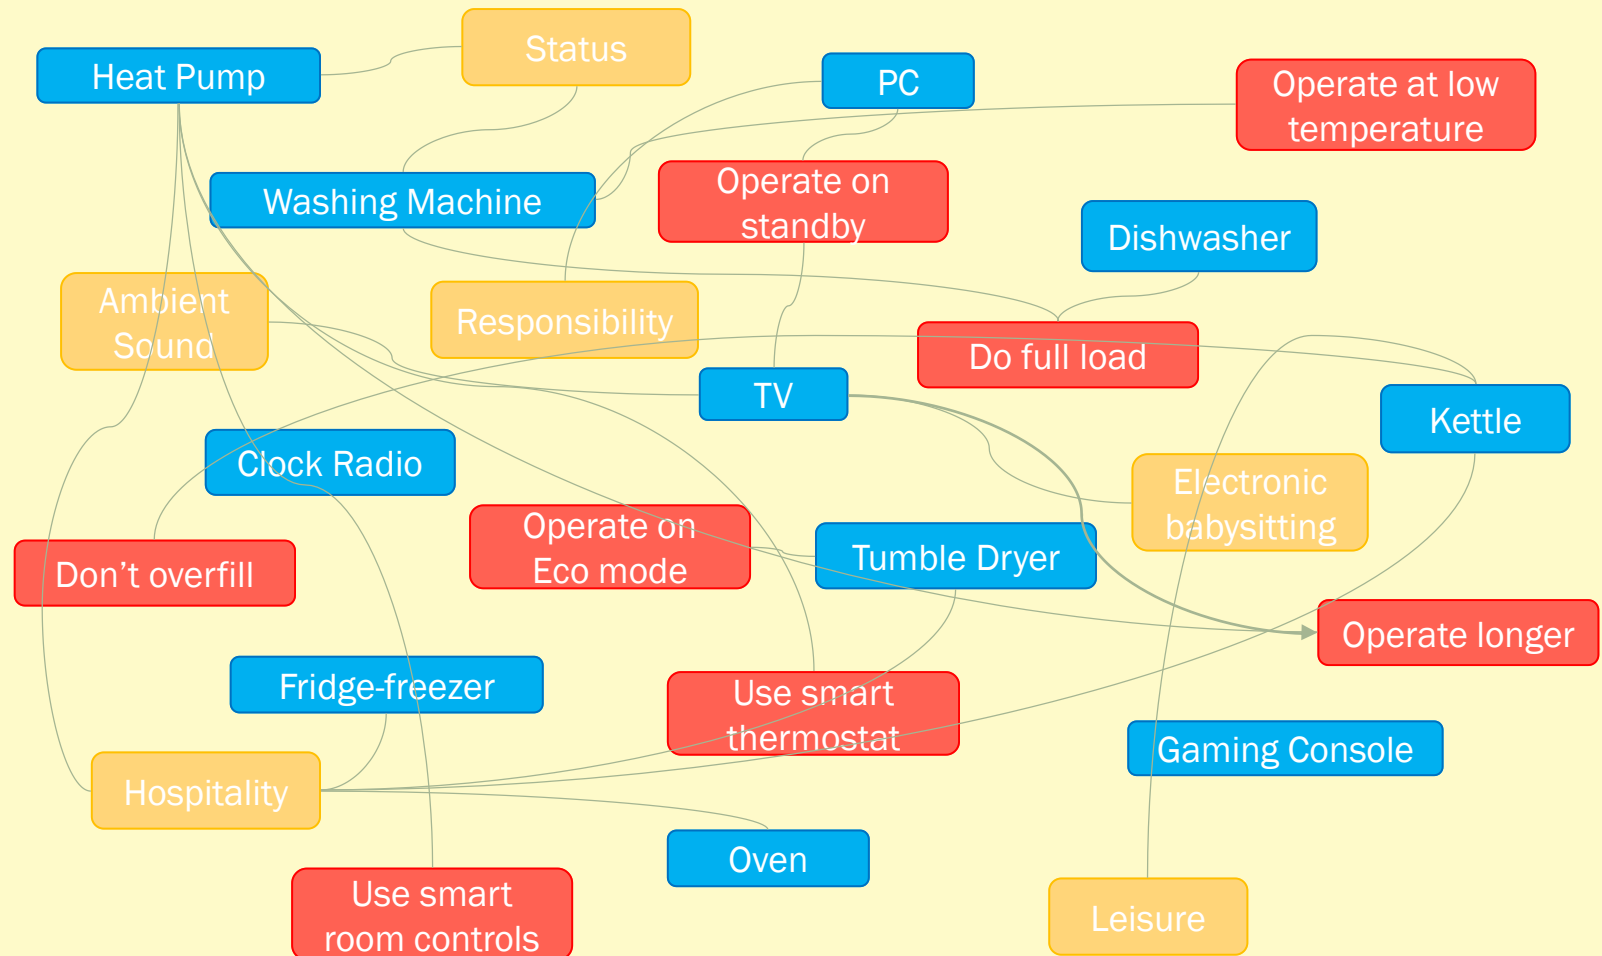 Status
Heat Pump
PC
Operate at low
temperature
Washing Machine
Operate on
standby
Dishwasher
Ambient
Sound
Responsibility
Do full load
TV
Kettle
Clock Radio
Electronic
babysitting
Don’t overfill
Operate on
Eco mode
Tumble Dryer
Operate longer
Fridge-freezer
Use smart
thermostat
Gaming Console
Hospitality
Oven
Use smart
room controls
Leisure